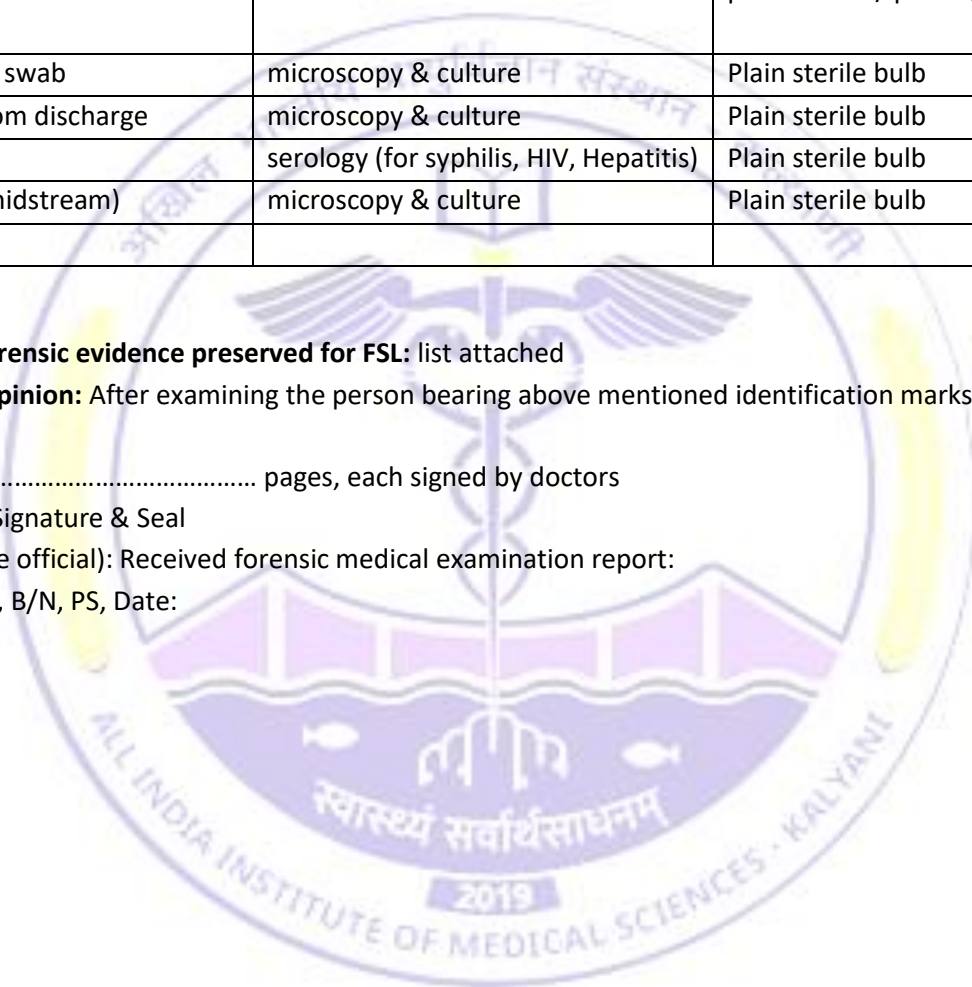 swab microscopy & culture Plain sterile bulb
om discharge microscopy & culture Plain sterile bulb
serology (for syphilis, HIV, Hepatitis) Plain sterile bulb
nidstream) microscopy & culture Plain sterile bulb
rensic evidence preserved for FSL: list attached
pinion: After examining the person bearing above mentioned identification marks
...................................... pages, each signed by doctors
Signature & Seal
e official): Received forensic medical examination report:
, B/N, PS, Date:
स्वास्थ्यं सर्वार्थसाधनम्
2019
ALL INDIA INSTITUTE OF MEDICAL SCIENCES - KALYANI